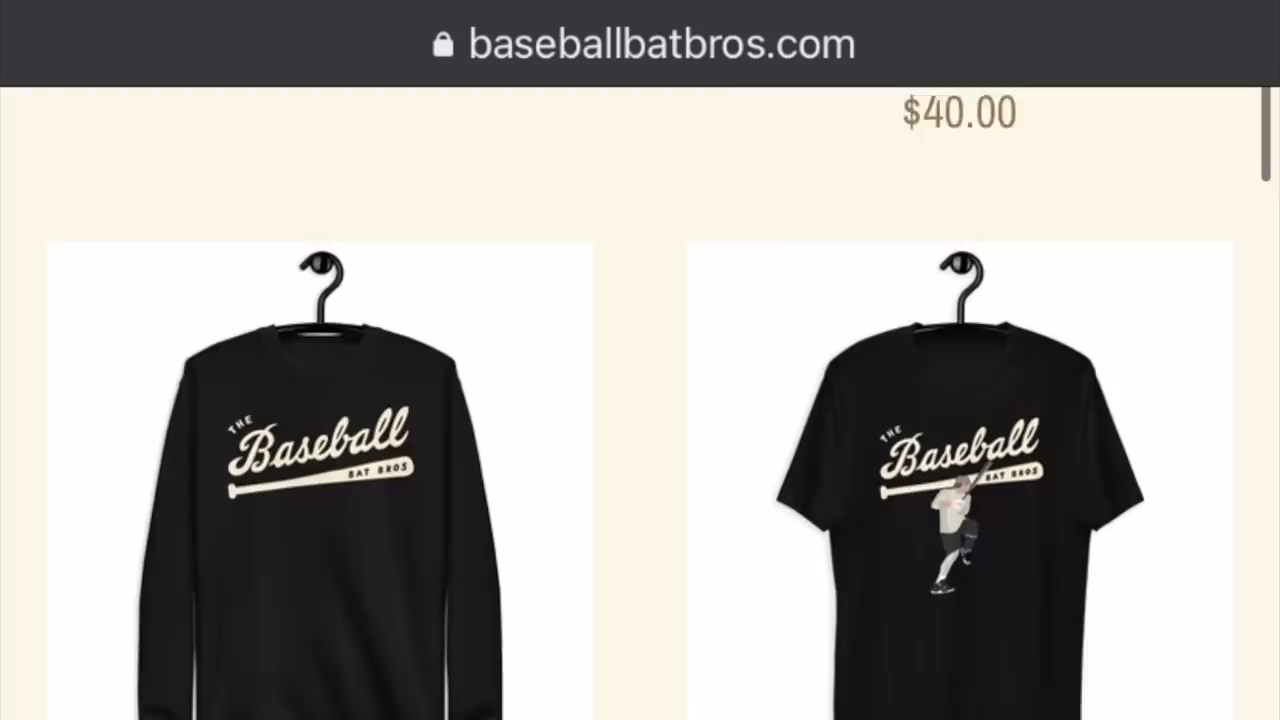 baseballbatbros.com
$40.00
THE
Baseball
BAT BROS
THE
Baseball
BAT BROS